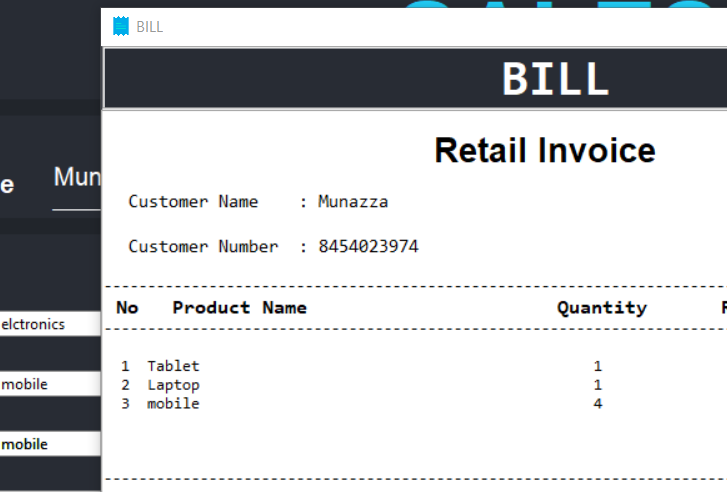 BILL
BILL
Retail Invoice
e Mun
Customer Name : Munazza
Customer Number : 8454023974
No Product Name Quantity
elctronics
1 Tablet 1
mobile
2 Laptop 1
3 mobile 4
mobile